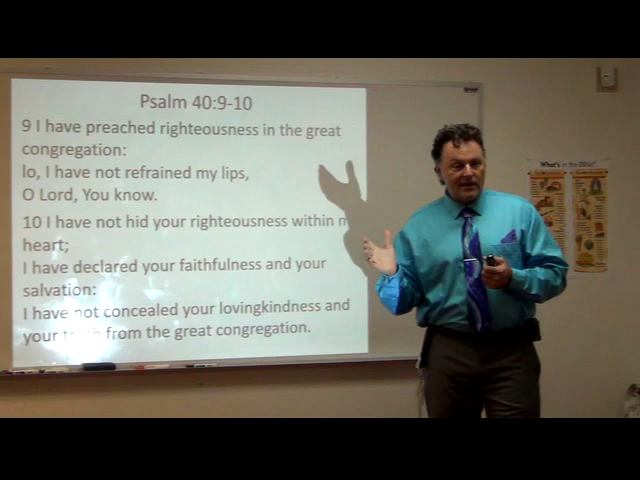 Psalm 40:9-10
9 I have preached righteousness in the great
congregation:
lo, I have not refrained my lips,
O Lord, You know.
10 I have not hid your righteousness within m
heart;
I have declared your faithfulness and your
salvation:
I have not concealed your lovingkindness and
your truth from the great congregation.
What's in the Bible?